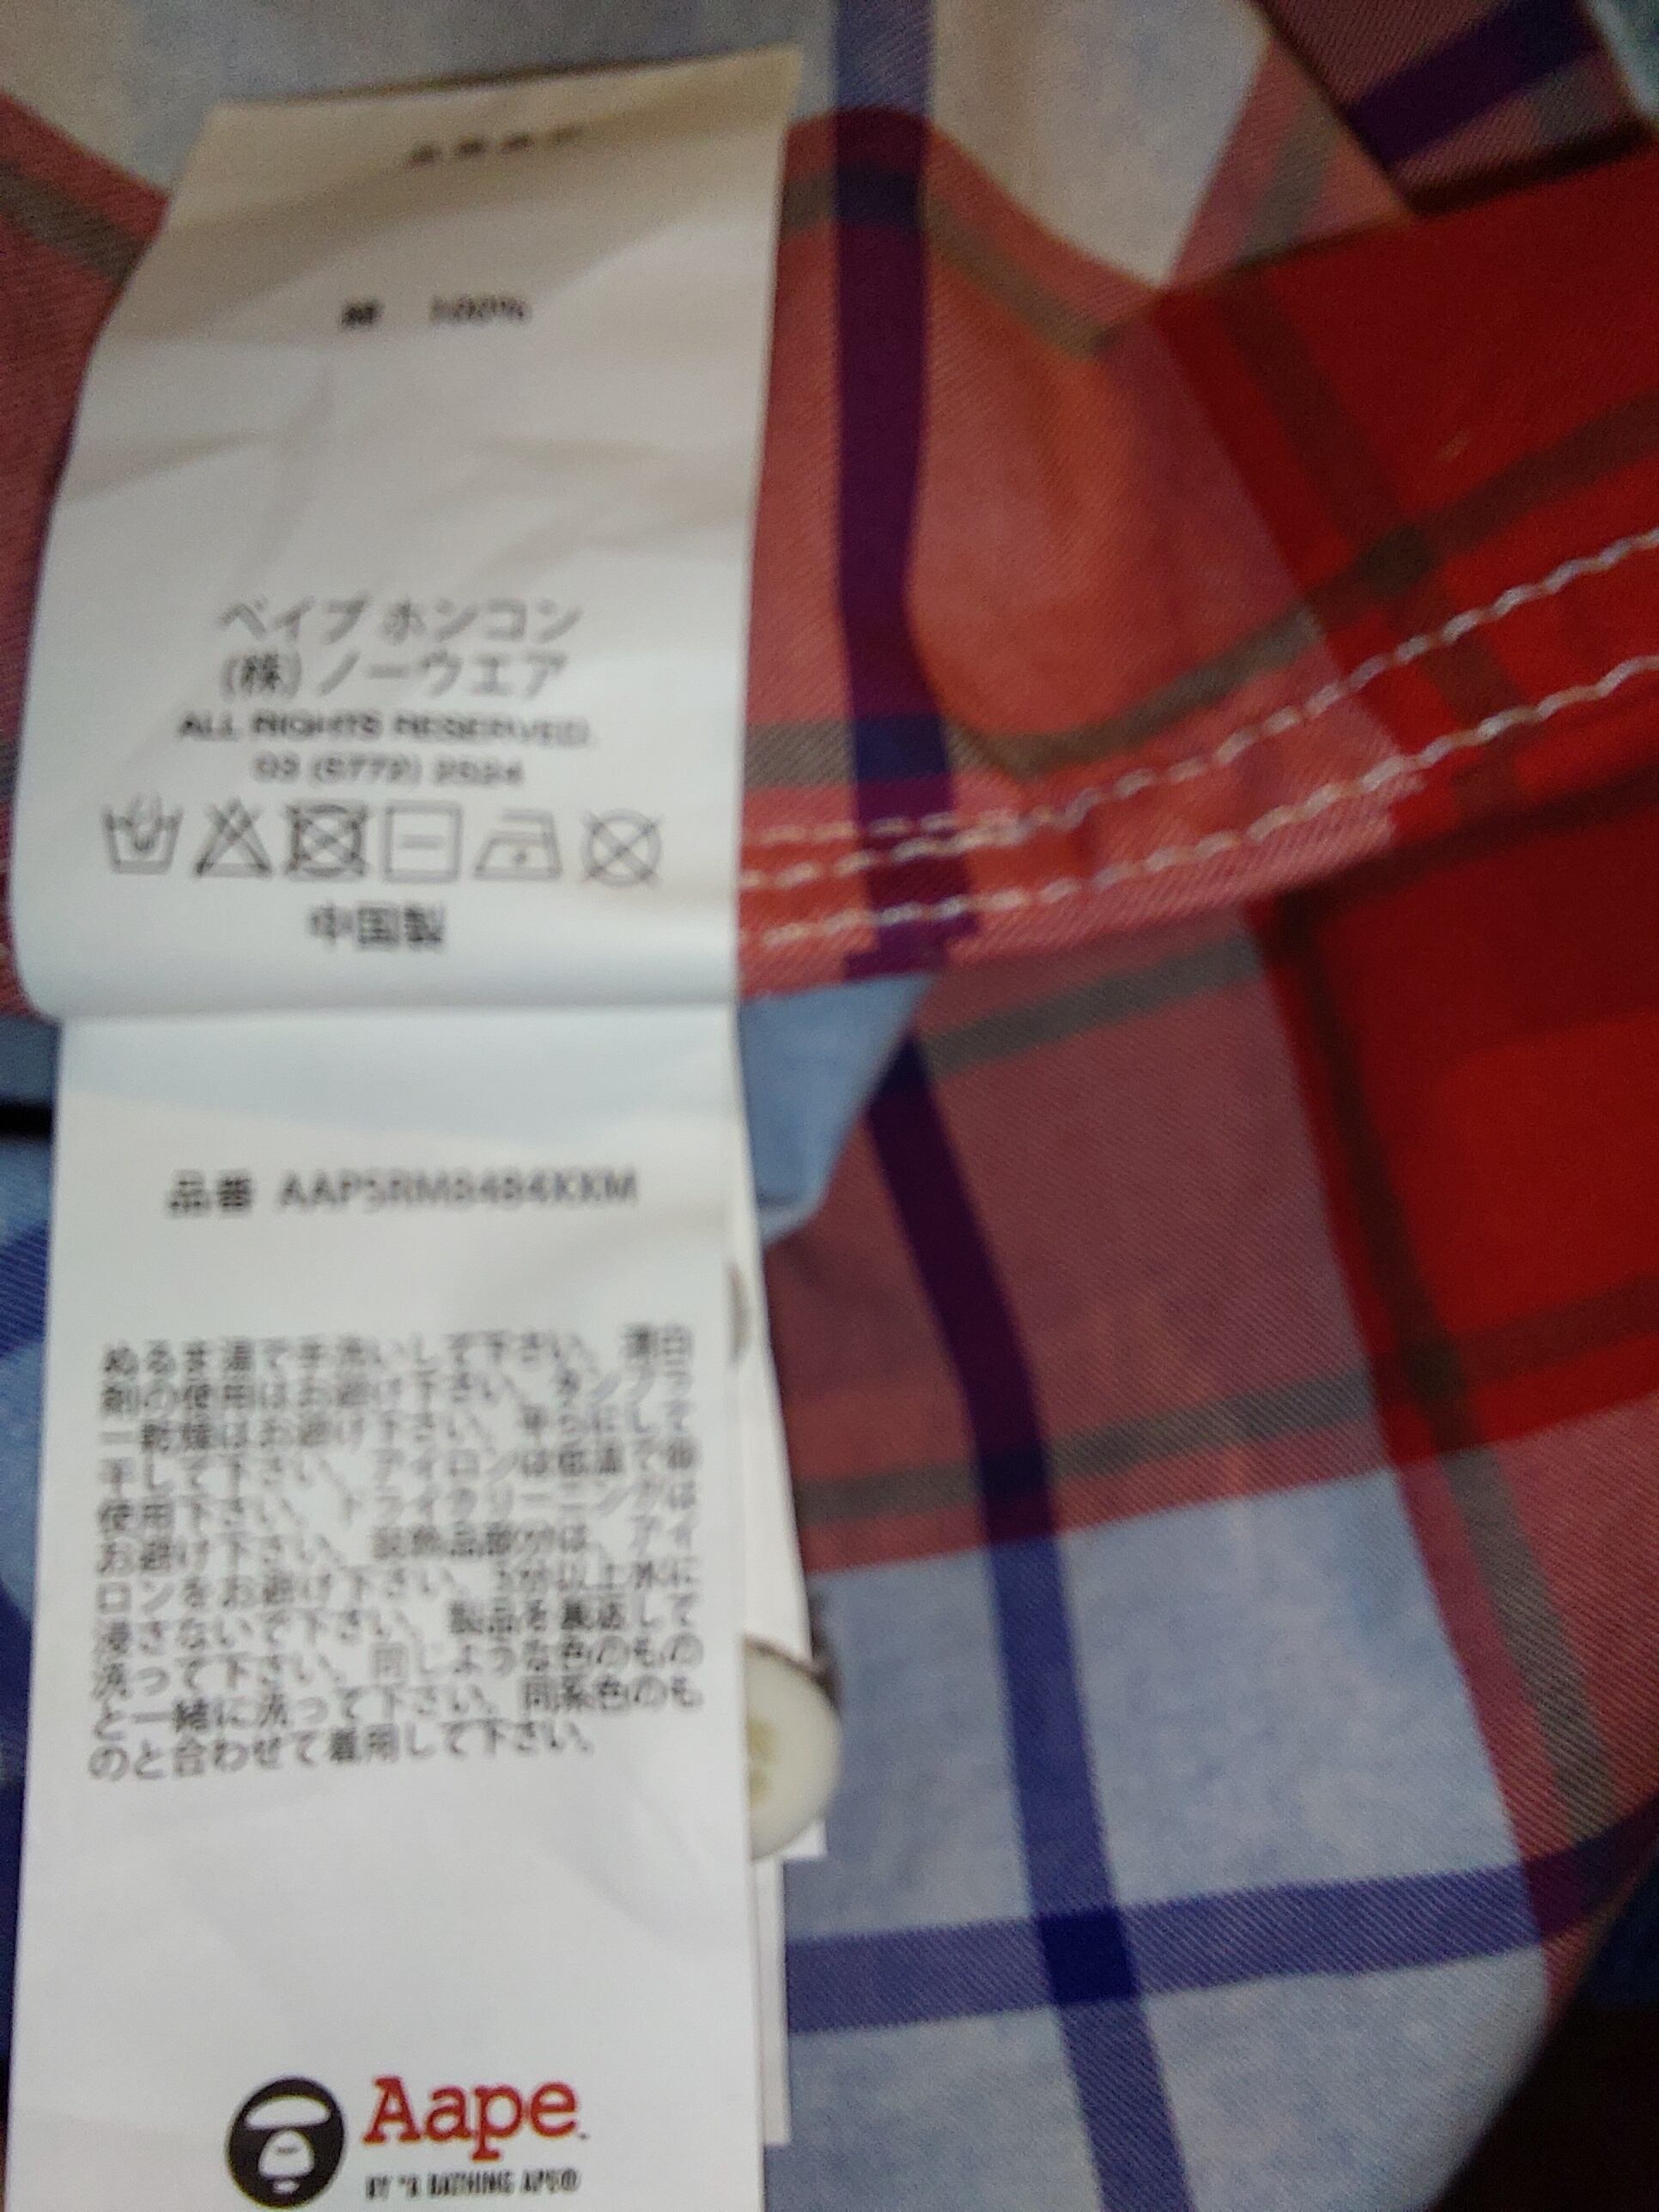 綿 100%
ベイプ ホンコン
(株) ノーウエア
ALL RIGHTS RESERVED.
03 (5772) 2524
中国製
品番 AAPSRM8484XXM
ぬるま湯で手洗いして下さい。漂白
剤の使用はお避け下さい。タンブラ
ー乾燥はお避け下さい。平らにして
干して下さい。アイロンは低温で御
使用下さい。ドライクリーニングは
お避け下さい。装飾品部分は、アイ
ロンをお避け下さい。3分以上水に
浸さないで下さい。製品を裏返して
洗って下さい。同じような色のもの
と一緒に洗って下さい。同系色のも
のと合わせて着用して下さい。
Aape
BY *A BATHING APE®